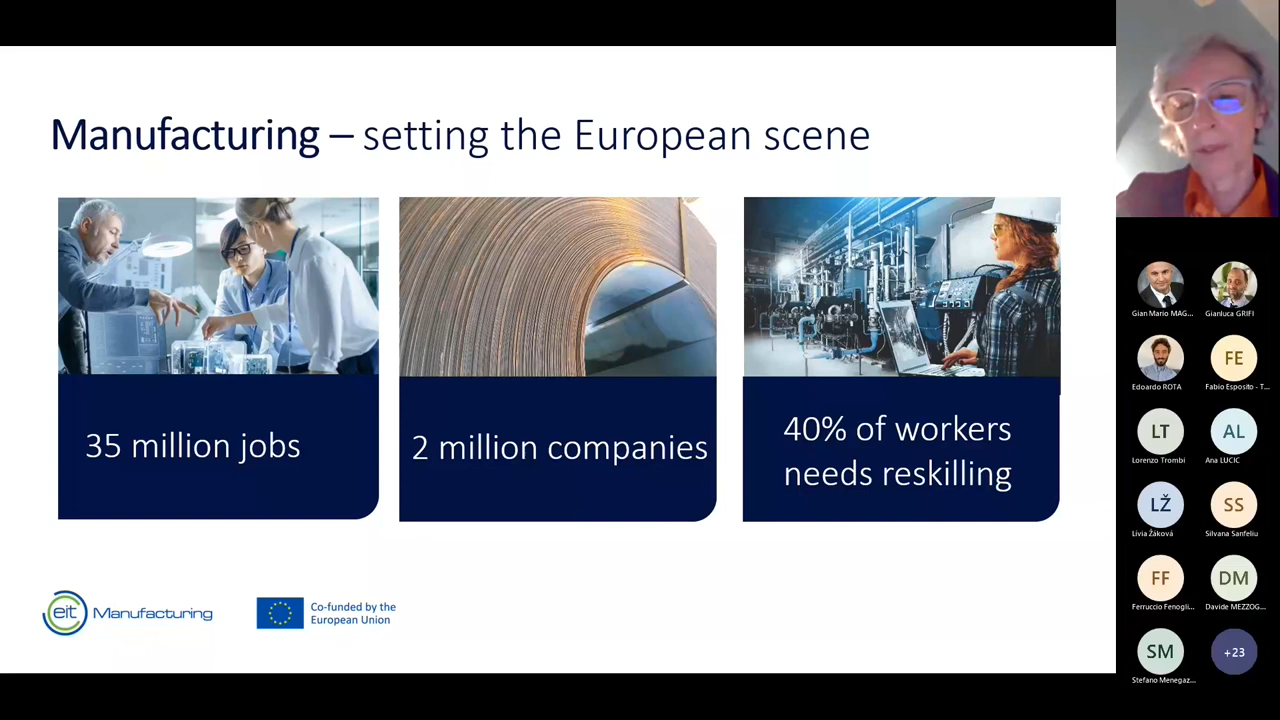 Manufacturing – setting the European scene
35 million jobs
2 million companies
40% of workers
needs reskilling
eit Manufacturing
Co-funded by the
European Union
Gian Mario MAG...
Gianluca GRIFI
Edoardo ROTA
FE
Fabio Esposito - T...
LT
Lorenzo Trombi
AL
Ana LUCIC
LŽ
Lívia Žáková
SS
Silvana Sanfeliu
FF
Ferruccio Fenogli...
DM
Davide MEZZOG...
SM
Stefano Menegaz...
+23